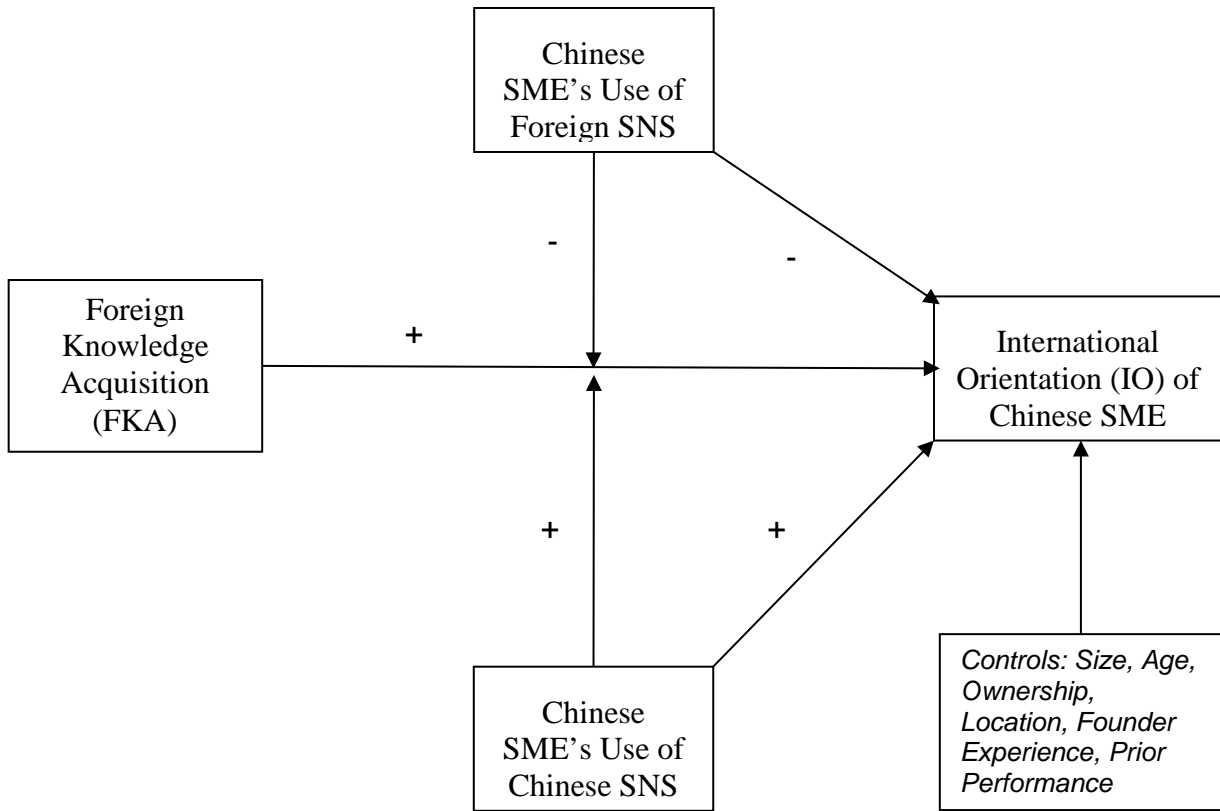 Chinese
SME’s Use of
Foreign SNS
-
-
Foreign
Knowledge
Acquisition
(FKA)
+
International
Orientation (IO) of
Chinese SME
+
+
Chinese
SME’s Use of
Chinese SNS
Controls: Size, Age,
Ownership,
Location, Founder
Experience, Prior
Performance